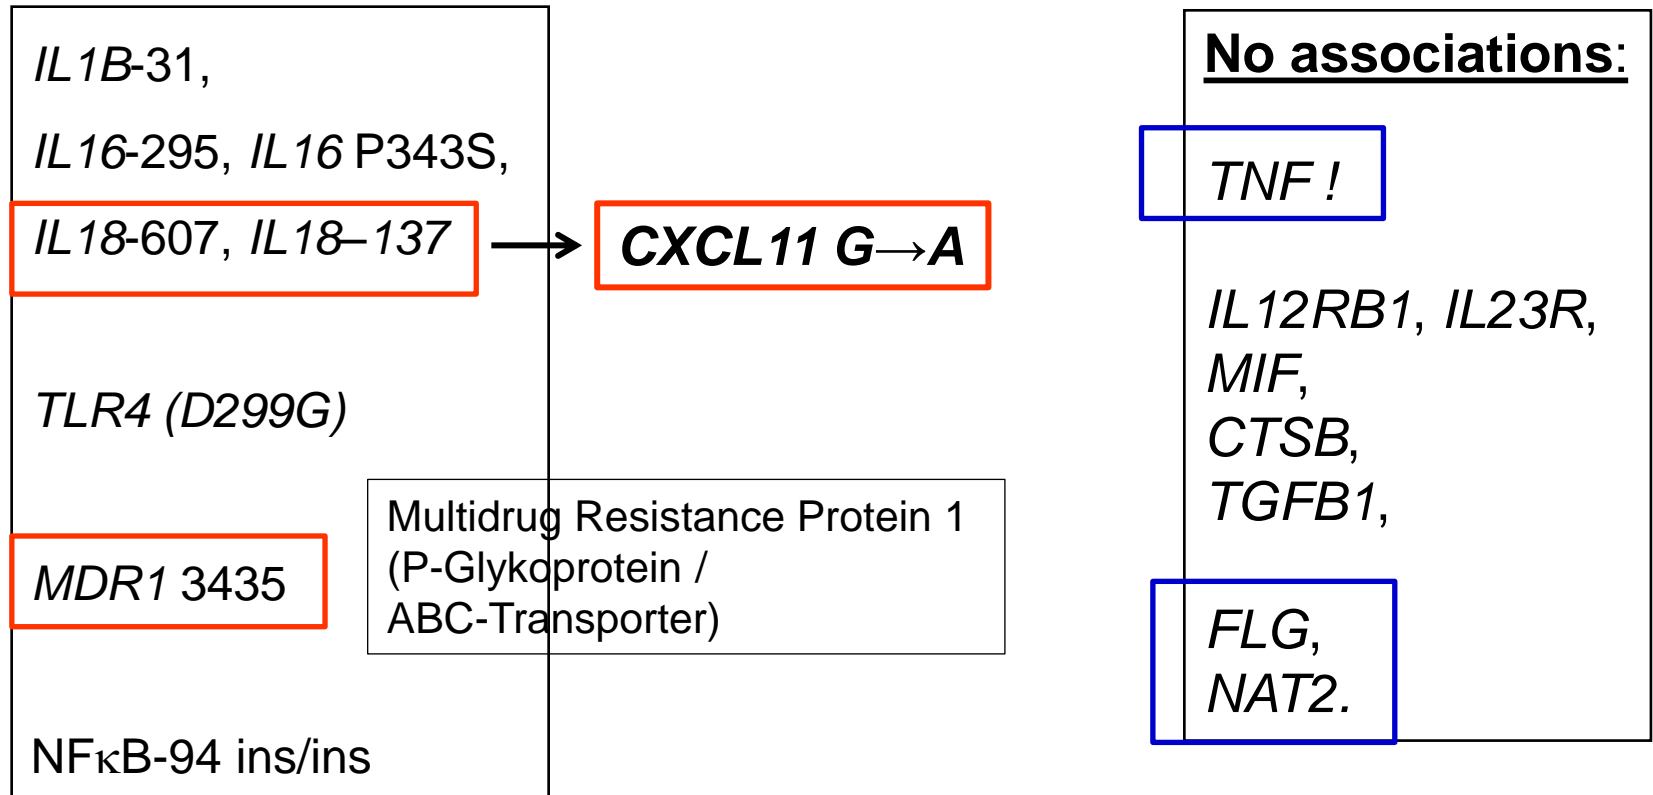 IL1B-31,
IL16-295, IL16 P343S,
IL18-607, IL18–137
CXCL11 G→A
TLR4 (D299G)
MDR1 3435
Multidrug Resistance Protein 1
(P-Glykoprotein /
ABC-Transporter)
NFκB-94 ins/ins
No associations:
TNF !
IL12RB1, IL23R,
MIF,
CTSB,
TGFB1,
FLG,
NAT2.